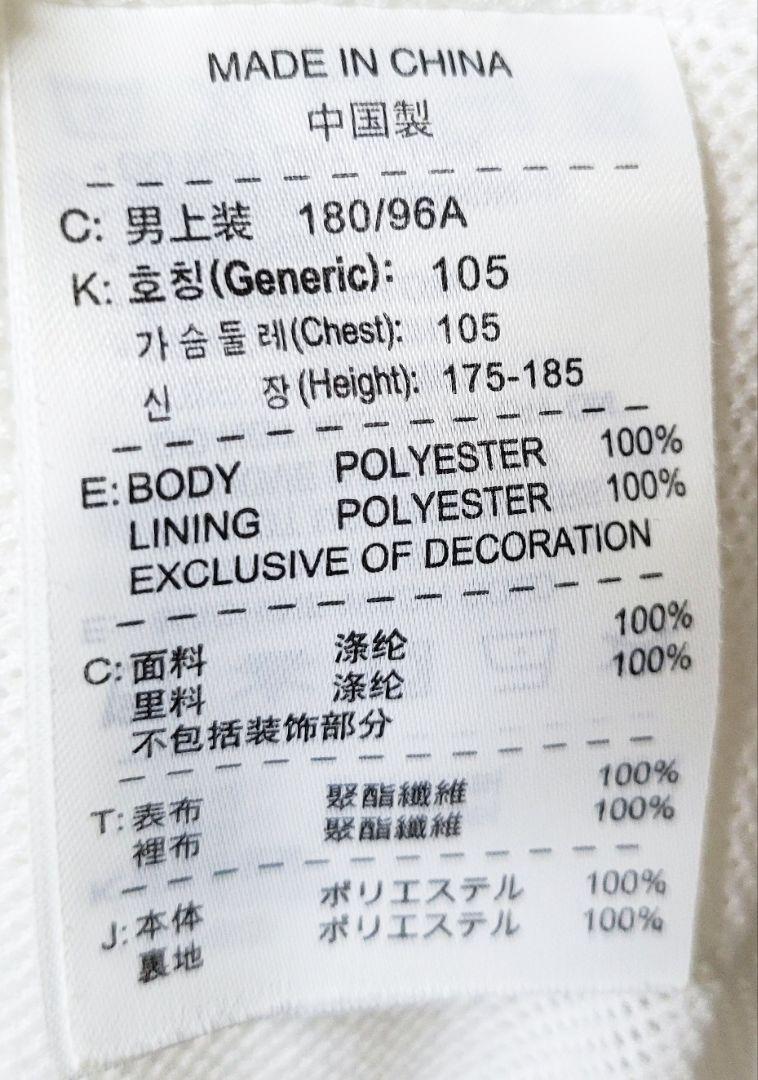 MADE IN CHINA
中国製
C: 男上装 180/96A
K: 호칭(Generic): 105
가슴둘레(Chest): 105
신 장(Height): 175-185
E: BODY POLYESTER 100%
LINING POLYESTER 100%
EXCLUSIVE OF DECORATION
C: 面料 涤纶 100%
里料 涤纶 100%
不包括装饰部分
T: 表布 聚酯纖維 100%
裡布 聚酯纖維 100%
J: 本体 ポリエステル 100%
裏地 ポリエステル 100%